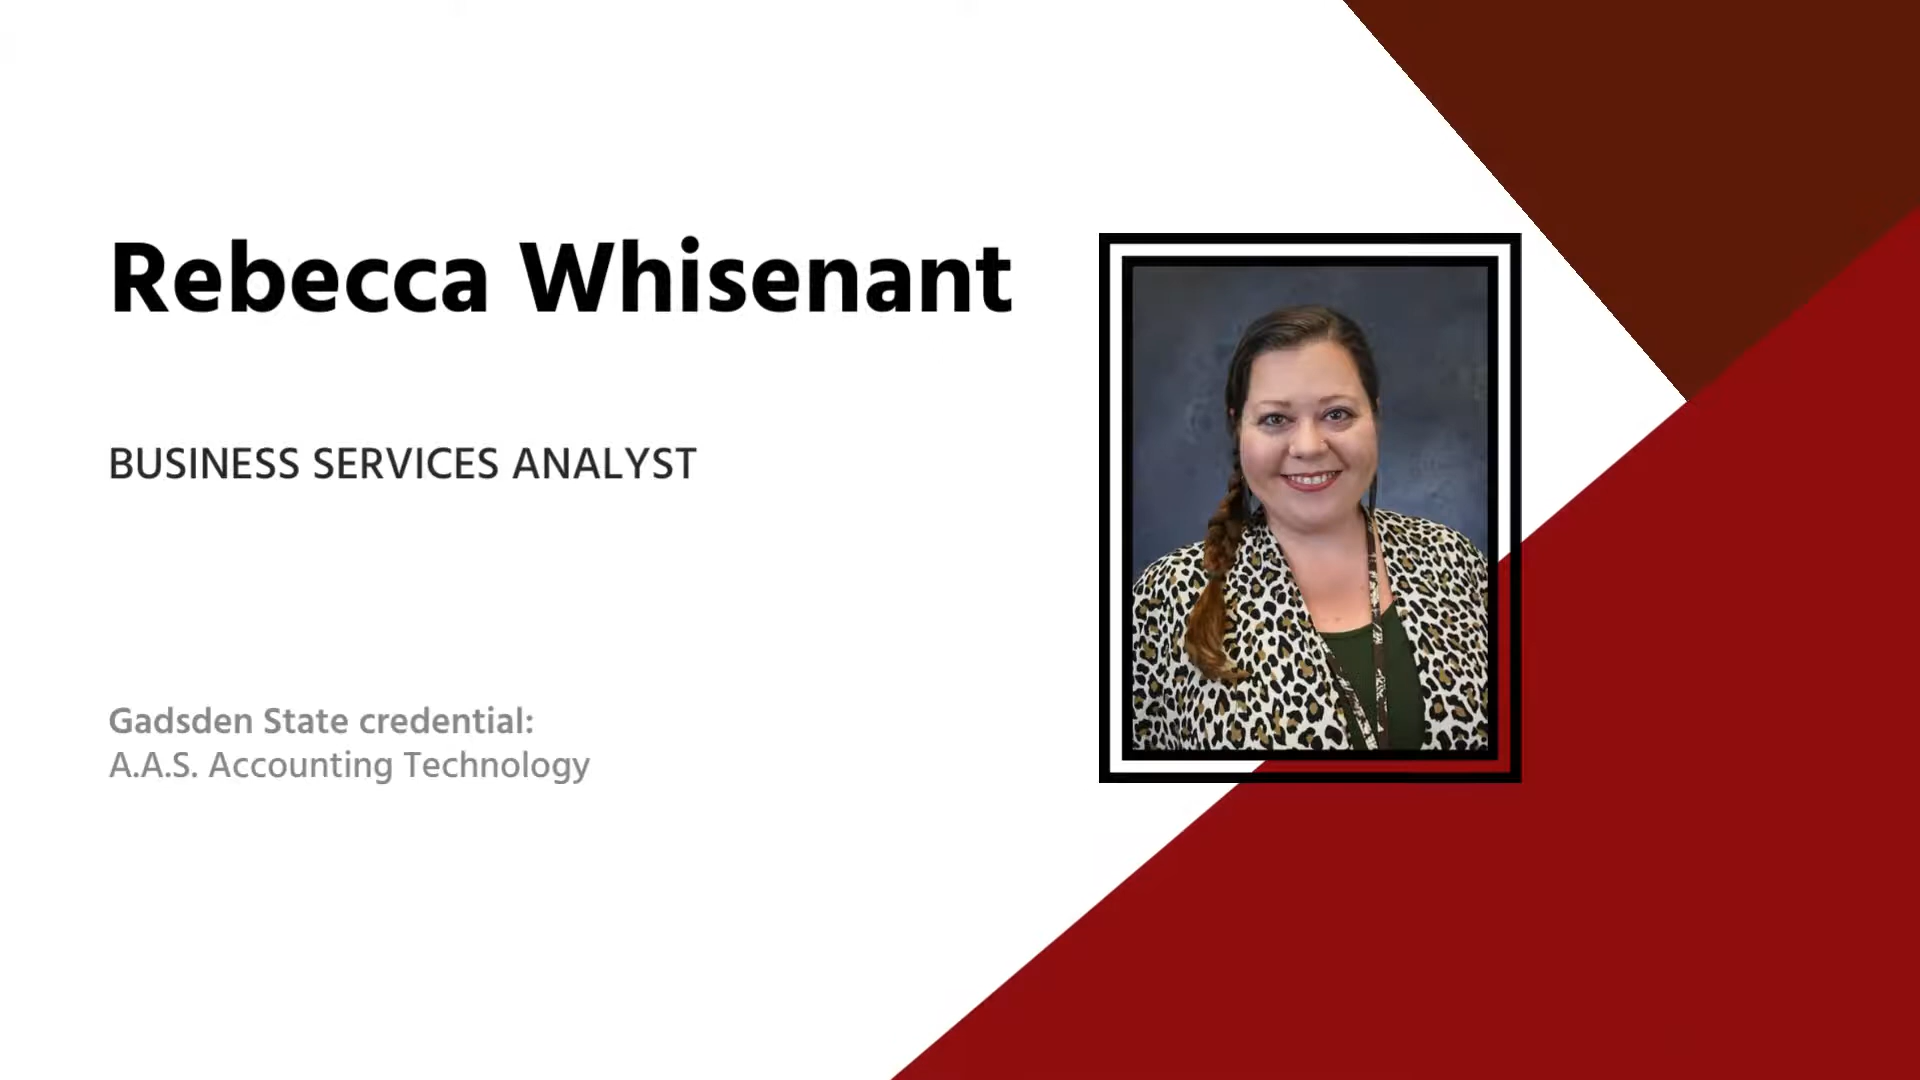 Rebecca Whisenant
BUSINESS SERVICES ANALYST
Gadsden State credential:
A.A.S. Accounting Technology